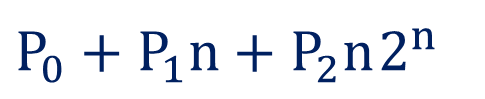 P₀ + P₁n + P₂n2ⁿ